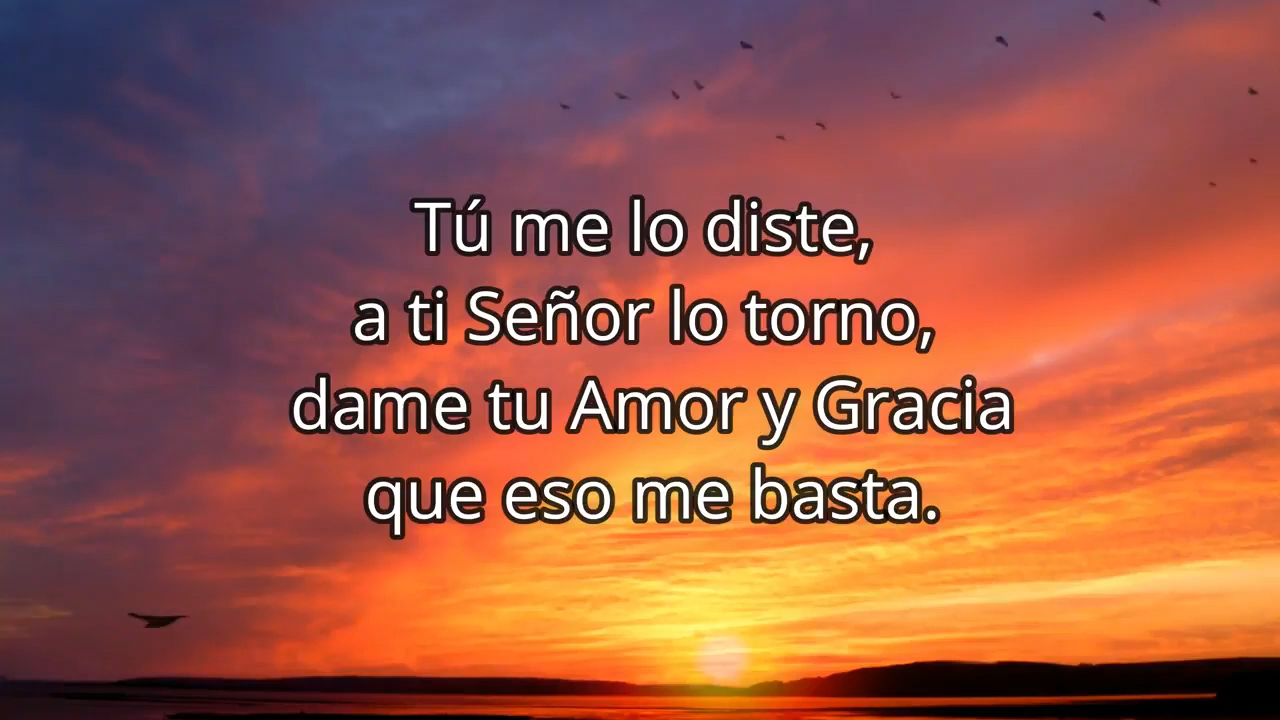 Tú me lo diste,
a ti Señor lo torno,
dame tu Amor y Gracia
que eso me basta.